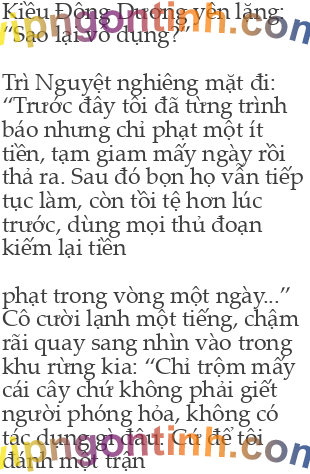 Kiều Đông Dương yên lặng:
“Sao lại vô dụng?”
Trì Nguyệt nghiêng mặt đi:
“Trước đây tôi đã từng trình
báo nhưng chỉ phạt một ít
tiền, tạm giam mấy ngày rồi
thả ra. Sau đó bọn họ vẫn tiếp
tục làm, còn tồi tệ hơn lúc
trước, dùng mọi thủ đoạn
kiếm lại tiền
phạt trong vòng một ngày...”
Cô cười lạnh một tiếng, chậm
rãi quay sang nhìn vào trong
khu rừng kia: “Chỉ trộm mấy
cái cây chứ không phải giết
người phóng hỏa, không có
tác dụng gì đâu. Cứ để tôi
đánh một trận
vipngontinh.com
vipngontinh.com